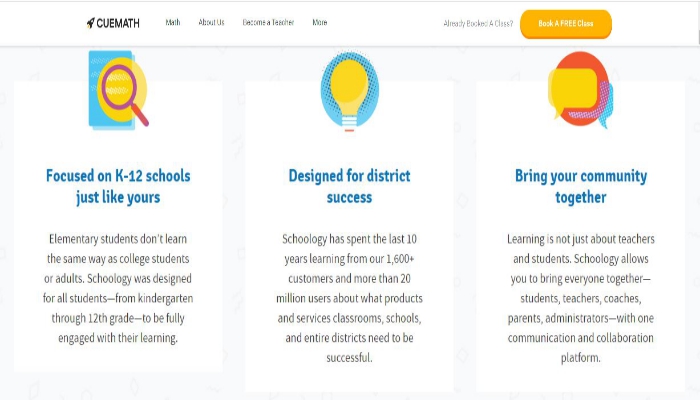 CUEMATH Math About Us Become a Teacher More Already Booked A Class? Book A FREE Class
Focused on K-12 schools
just like yours
Elementary students don't learn
the same way as college students
or adults. Schoology was designed
for all students—from kindergarten
through 12th grade—to be fully
engaged with their learning.
Designed for district
success
Schoology has spent the last 10
years learning from our 1,600+
customers and more than 20
million users about what products
and services classrooms, schools,
and entire districts need to be
successful.
Bring your community
together
Learning is not just about teachers
and students. Schoology allows
you to bring everyone together—
students, teachers, coaches,
parents, administrators—with one
communication and collaboration
platform.